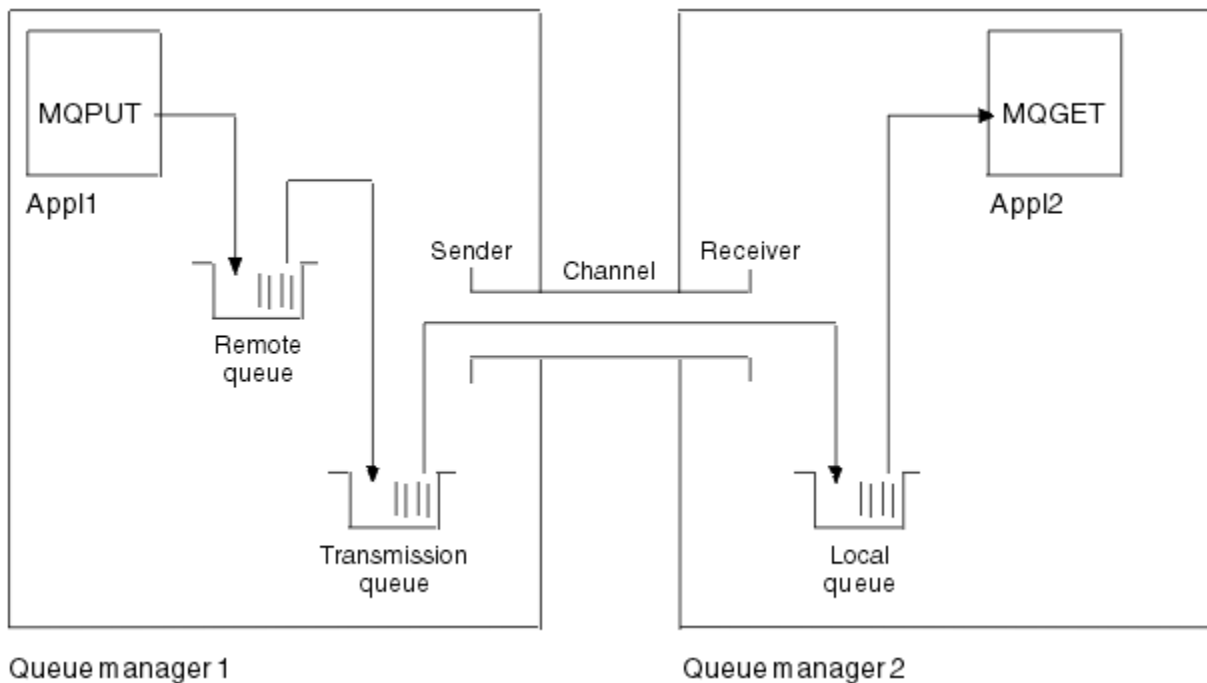 MQPUT
MQGET
Appl1
Appl2
Sender
Channel
Receiver
Remote
queue
Transmission
queue
Local
queue
Queue manager 1
Queue manager 2